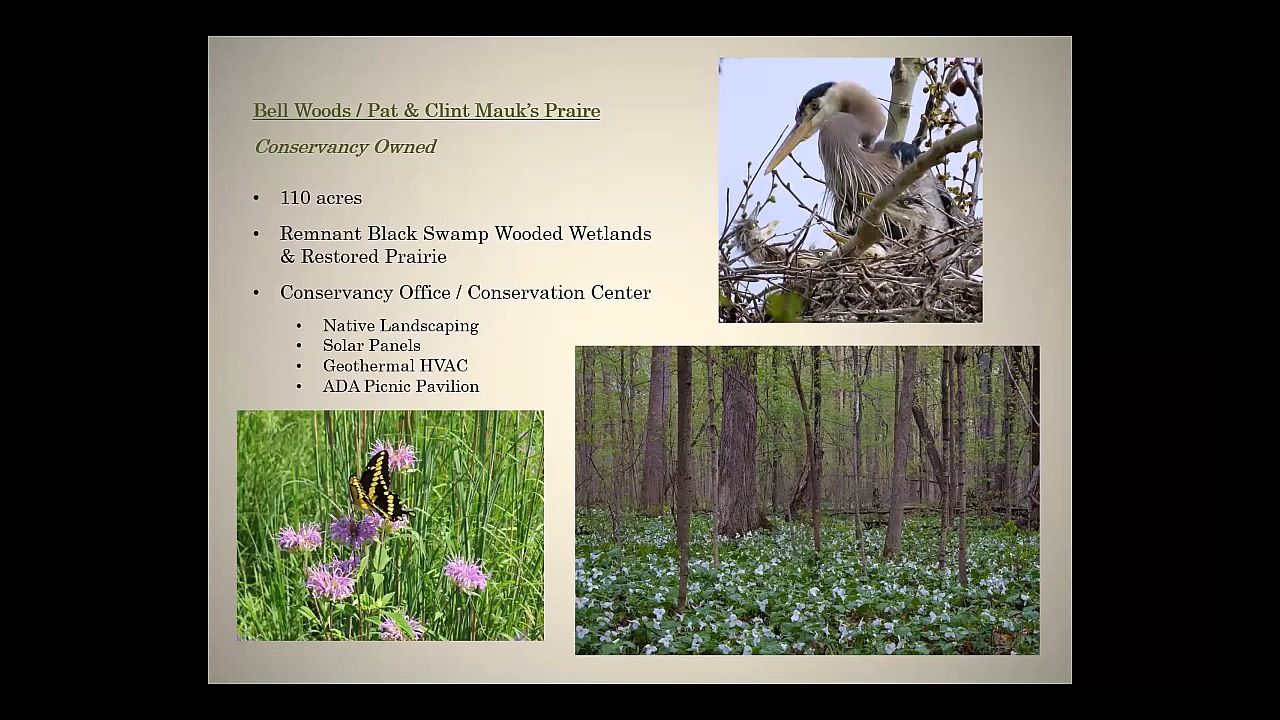 Bell Woods / Pat & Clint Mauk's Praire
Conservancy Owned
• 110 acres
• Remnant Black Swamp Wooded Wetlands
& Restored Prairie
• Conservancy Office / Conservation Center
• Native Landscaping
• Solar Panels
• Geothermal HVAC
• ADA Picnic Pavilion